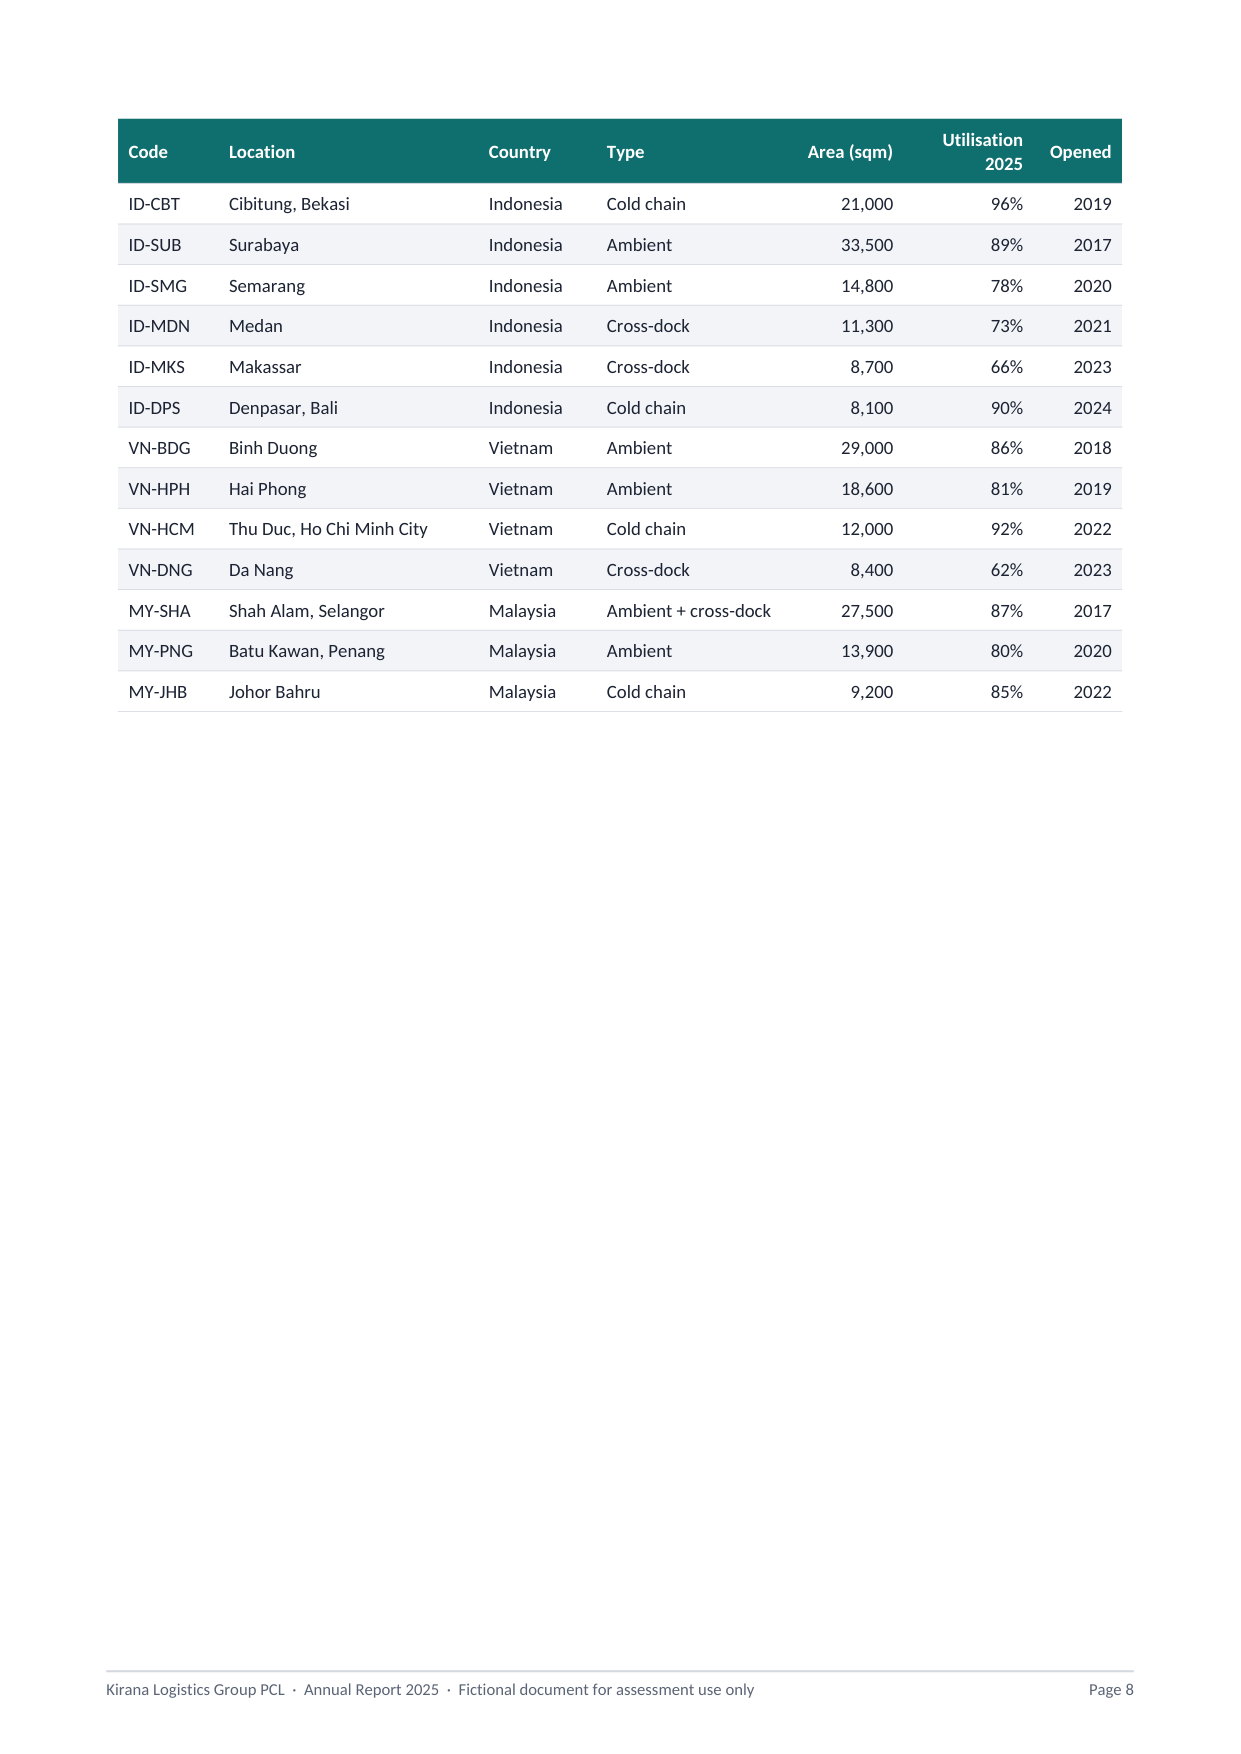 Code Location Country Type Area (sqm) Utilisation 2025 Opened
ID-CBT Cibitung, Bekasi Indonesia Cold chain 21,000 96% 2019
ID-SUB Surabaya Indonesia Ambient 33,500 89% 2017
ID-SMG Semarang Indonesia Ambient 14,800 78% 2020
ID-MDN Medan Indonesia Cross-dock 11,300 73% 2021
ID-MKS Makassar Indonesia Cross-dock 8,700 66% 2023
ID-DPS Denpasar, Bali Indonesia Cold chain 8,100 90% 2024
VN-BDG Binh Duong Vietnam Ambient 29,000 86% 2018
VN-HPH Hai Phong Vietnam Ambient 18,600 81% 2019
VN-HCM Thu Duc, Ho Chi Minh City Vietnam Cold chain 12,000 92% 2022
VN-DNG Da Nang Vietnam Cross-dock 8,400 62% 2023
MY-SHA Shah Alam, Selangor Malaysia Ambient + cross-dock 27,500 87% 2017
MY-PNG Batu Kawan, Penang Malaysia Ambient 13,900 80% 2020
MY-JHB Johor Bahru Malaysia Cold chain 9,200 85% 2022
Kirana Logistics Group PCL · Annual Report 2025 · Fictional document for assessment use only Page 8